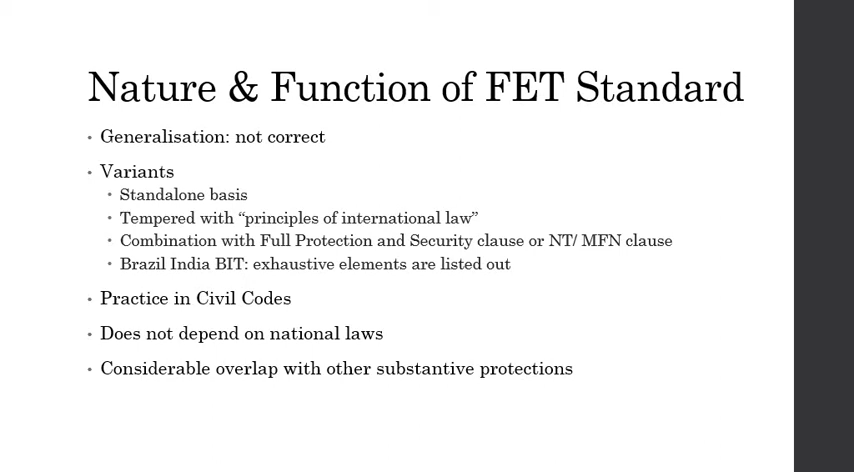 Nature & Function of FET Standard
• Generalisation: not correct
• Variants
• Standalone basis
• Tempered with “principles of international law”
• Combination with Full Protection and Security clause or NT/ MFN clause
• Brazil India BIT: exhaustive elements are listed out
• Practice in Civil Codes
• Does not depend on national laws
• Considerable overlap with other substantive protections